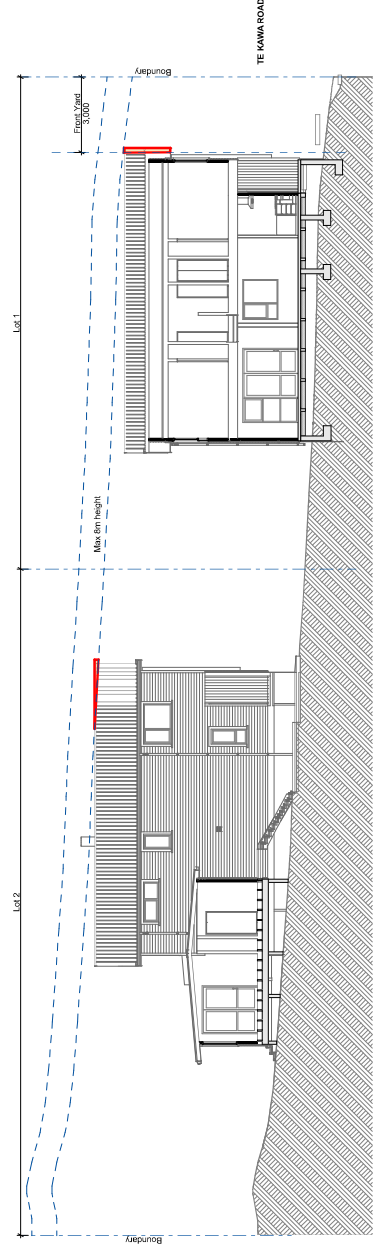 TE KAWA ROAD
Boundary
Front Yard
3,000
Lot 1
Max 8m height
Lot 2
Boundary